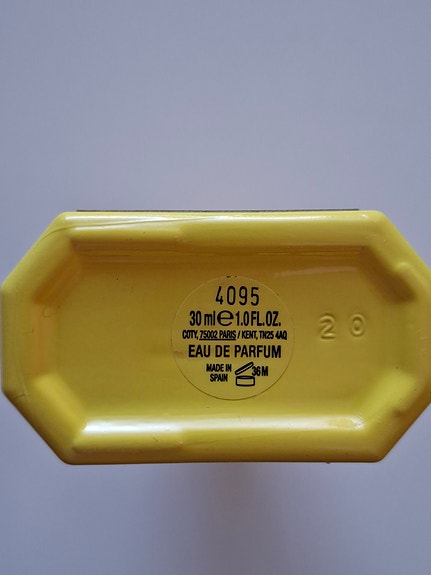 4095
30 ml ℮ 1.0 FL.OZ.
COTY, 75002 PARIS / KENT, TN25 4AQ
EAU DE PARFUM
MADE IN
SPAIN
36 M
20